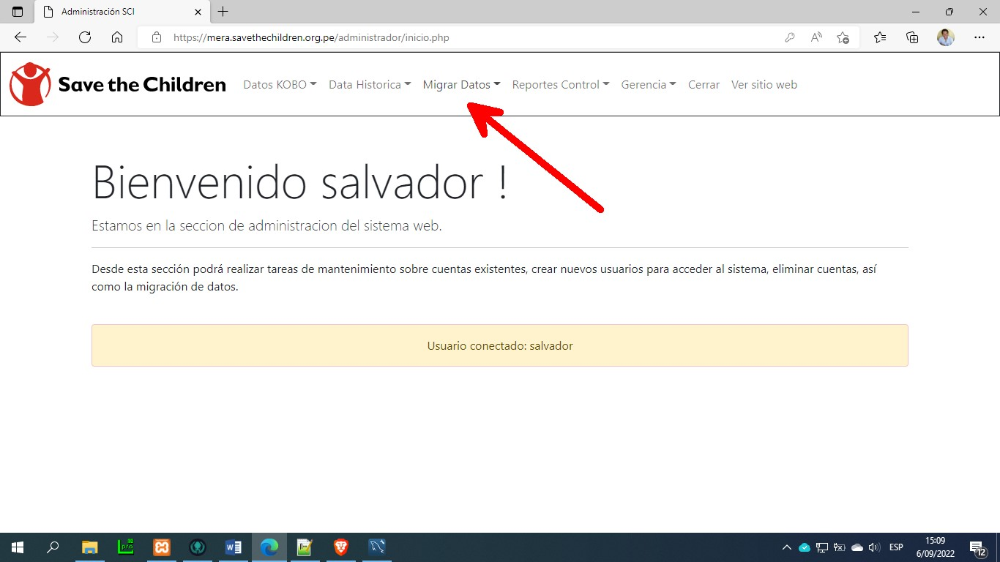 Administración SCI
https://mera.savethechildren.org.pe/administrador/inicio.php
Save the Children Datos KOBO Data Historica Migrar Datos Reportes Control Gerencia Cerrar Ver sitio web
Bienvenido salvador !
Estamos en la seccion de administracion del sistema web.
Desde esta sección podrá realizar tareas de mantenimiento sobre cuentas existentes, crear nuevos usuarios para acceder al sistema, eliminar cuentas, así
como la migración de datos.
Usuario conectado: salvador
ESP
15:09
6/09/2022
12